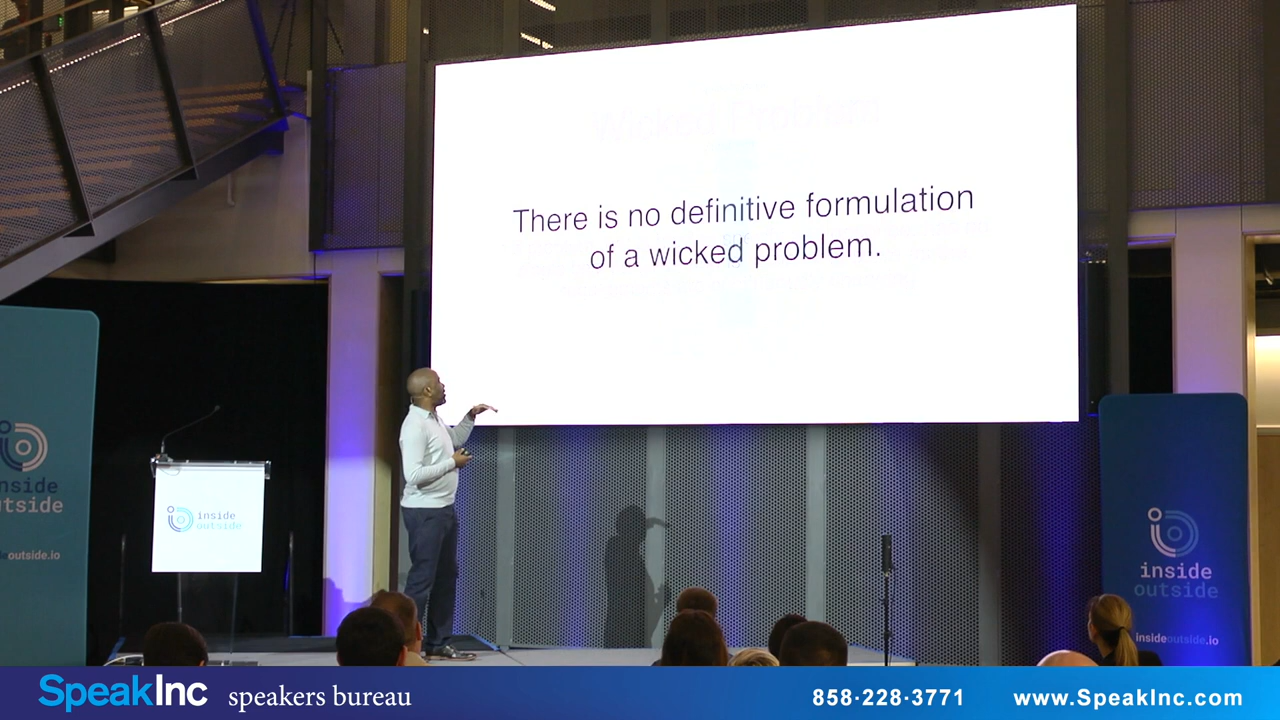 There is no definitive formulation
of a wicked problem.
inside
outside
inside
outside
outside.io
inside
outside
insideoutside.io
SpeakInc speakers bureau
858·228·3771
www.SpeakInc.com